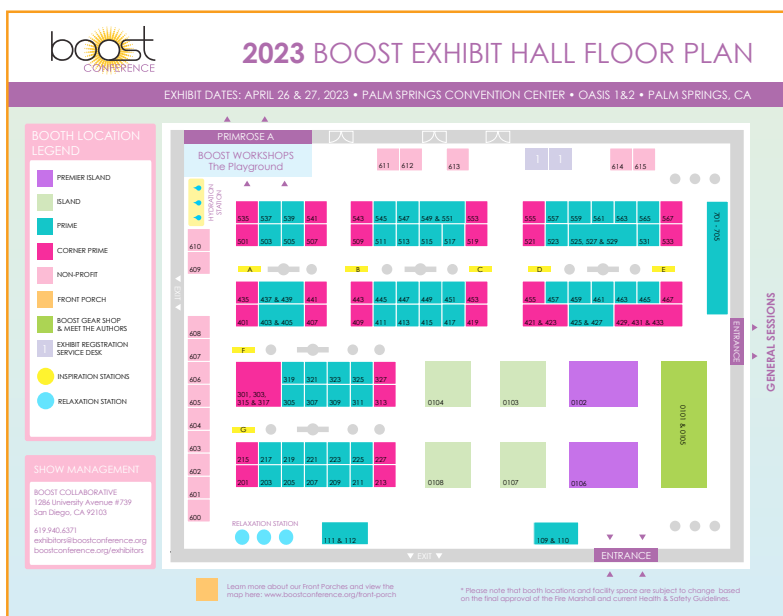 boost
CONFERENCE
2023 BOOST EXHIBIT HALL FLOOR PLAN
EXHIBIT DATES: APRIL 26 & 27, 2023 • PALM SPRINGS CONVENTION CENTER • OASIS 1&2 • PALM SPRINGS, CA
BOOTH LOCATION
LEGEND
PREMIER ISLAND
ISLAND
PRIME
CORNER PRIME
NON-PROFIT
FRONT PORCH
BOOST GEAR SHOP
& MEET THE AUTHORS
1
EXHIBIT REGISTRATION
SERVICE DESK
INSPIRATION STATIONS
RELAXATION STATION
SHOW MANAGEMENT
BOOST COLLABORATIVE
1286 University Avenue #739
San Diego, CA 92103
619.940.6371
exhibitors@boostconference.org
boostconference.org/exhibitors
PRIMROSE A
BOOST WORKSHOPS
The Playground
HYDRATION
STATION
611 612 613 1 1 614 615
535 537 539 541 543 545 547 549 & 551 553 555 557 559 561 563 565 567
501 503 505 507 509 511 513 515 517 519 521 523 525, 527 & 529 531 533
701 - 705
610
609
A B C D E
EXIT
435 437 & 439 441 443 445 447 449 451 453 455 457 459 461 463 465 467
401 403 & 405 407 409 411 413 415 417 419 421 & 423 425 & 427 429, 431 & 433
ENTRANCE
GENERAL SESSIONS
608
607
606
605
604
603
602
601
600
F
319 321 323 325 327
301, 303,
315 & 317
305 307 309 311 313
0104 0103 0102
0101 & 0105
G
215 217 219 221 223 225 227
201 203 205 207 209 211 213
0108 0107 0106
RELAXATION STATION
111 & 112
109 & 110
EXIT
ENTRANCE
Learn more about our Front Porches and view the
map here: www.boostconference.org/front-porch
* Please note that booth locations and facility space are subject to change based
on the final approval of the Fire Marshall and current Health & Safety Guidelines.